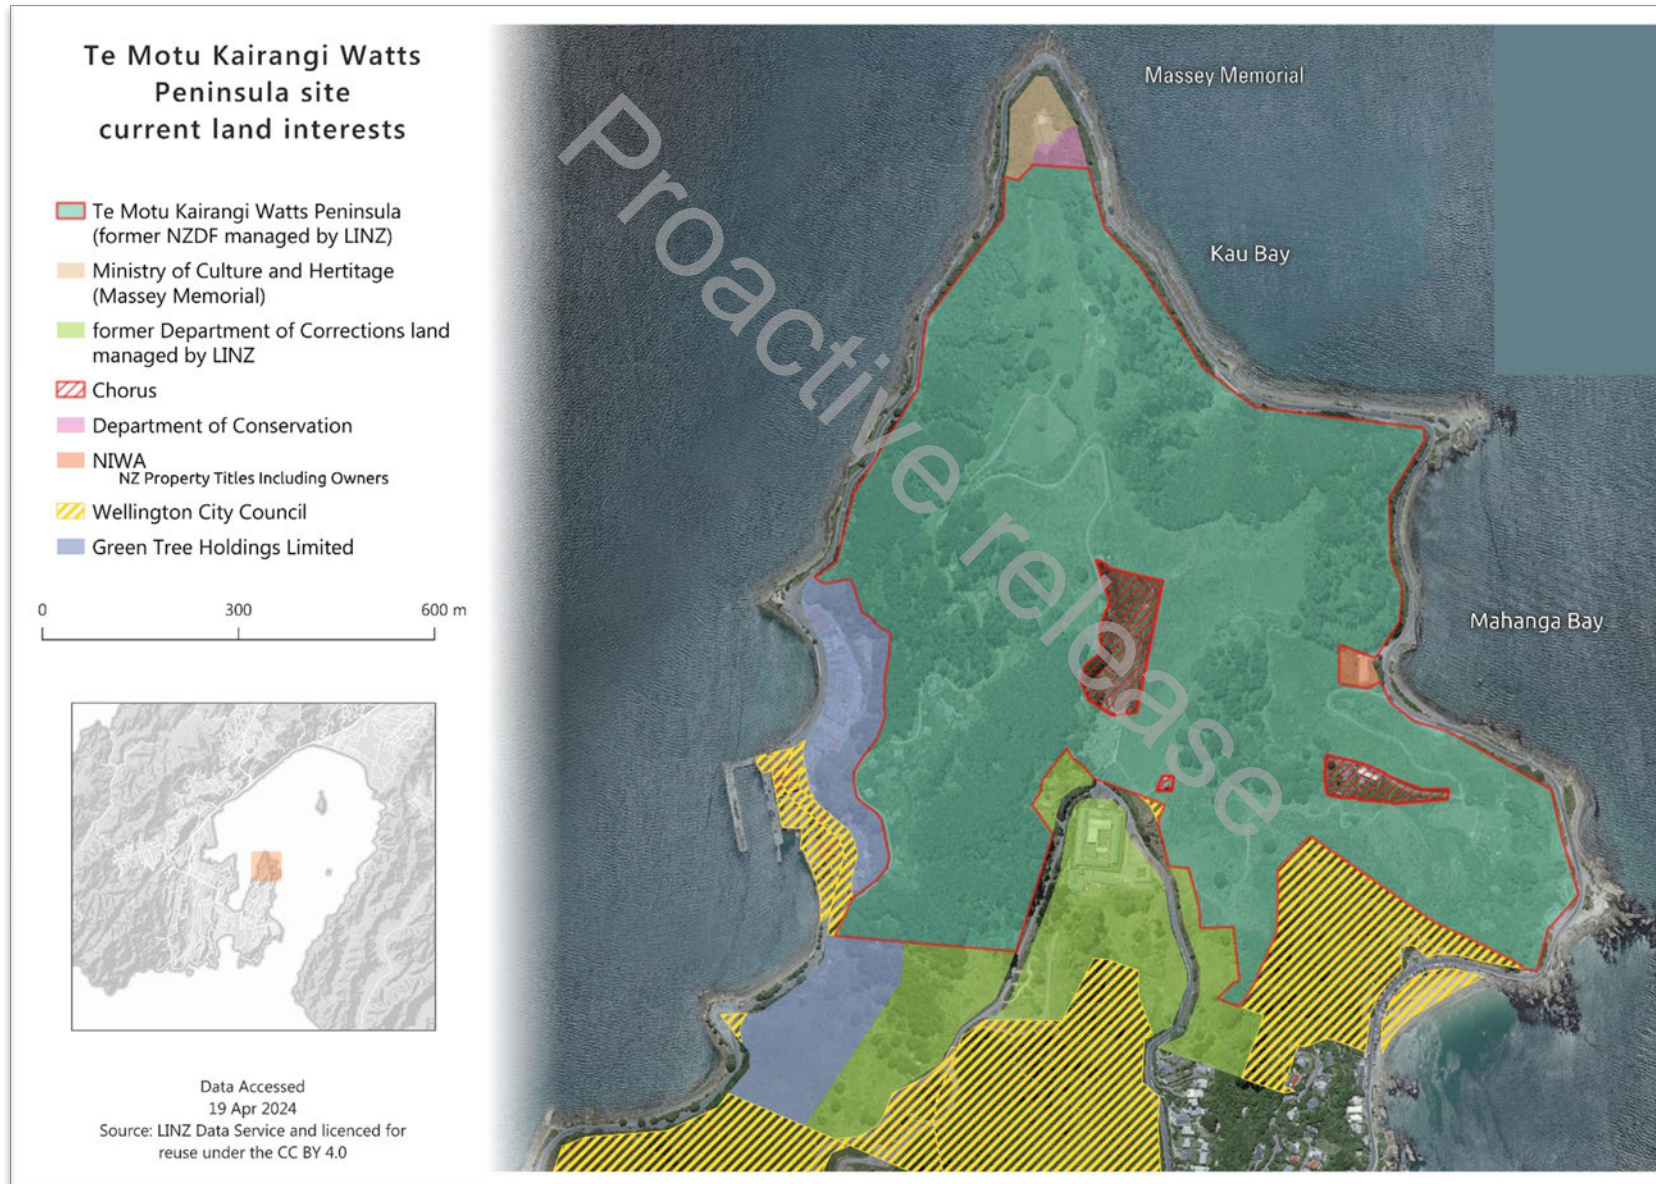 Te Motu Kairangi Watts
Peninsula site
current land interests
Te Motu Kairangi Watts Peninsula
(former NZDF managed by LINZ)
Ministry of Culture and Hertitage
(Massey Memorial)
former Department of Corrections land
managed by LINZ
Chorus
Department of Conservation
NIWA
NZ Property Titles Including Owners
Wellington City Council
Green Tree Holdings Limited
0 300 600 m
Data Accessed
19 Apr 2024
Source: LINZ Data Service and licenced for
reuse under the CC BY 4.0
Massey Memorial
Kau Bay
Mahanga Bay
Proactive release